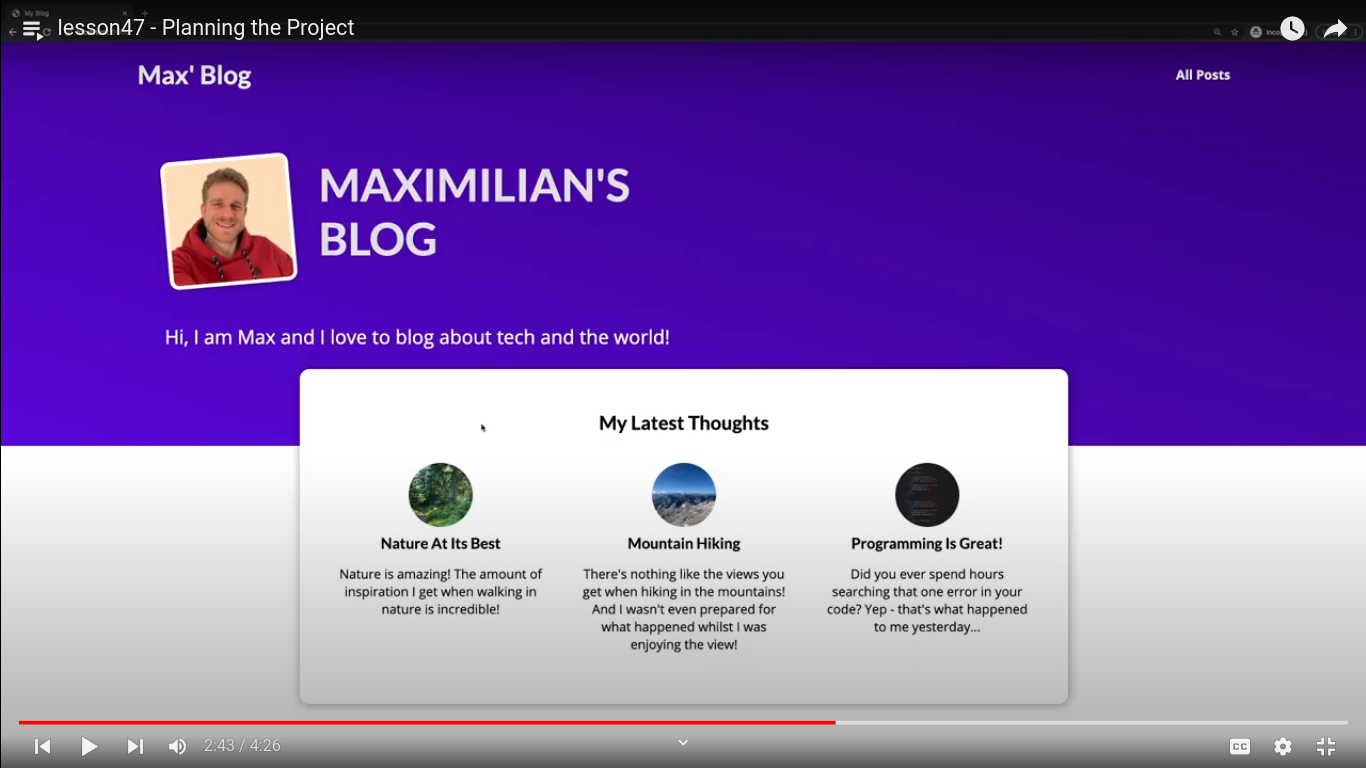 My Blog
lesson47 - Planning the Project
Max' Blog
All Posts
MAXIMILIAN'S
BLOG
Hi, I am Max and I love to blog about tech and the world!
My Latest Thoughts
Nature At Its Best
Nature is amazing! The amount of
inspiration I get when walking in
nature is incredible!
Mountain Hiking
There's nothing like the views you
get when hiking in the mountains!
And I wasn't even prepared for
what happened whilst I was
enjoying the view!
Programming Is Great!
Did you ever spend hours
searching that one error in your
code? Yep - that's what happened
to me yesterday...
2:43 / 4:26
CC